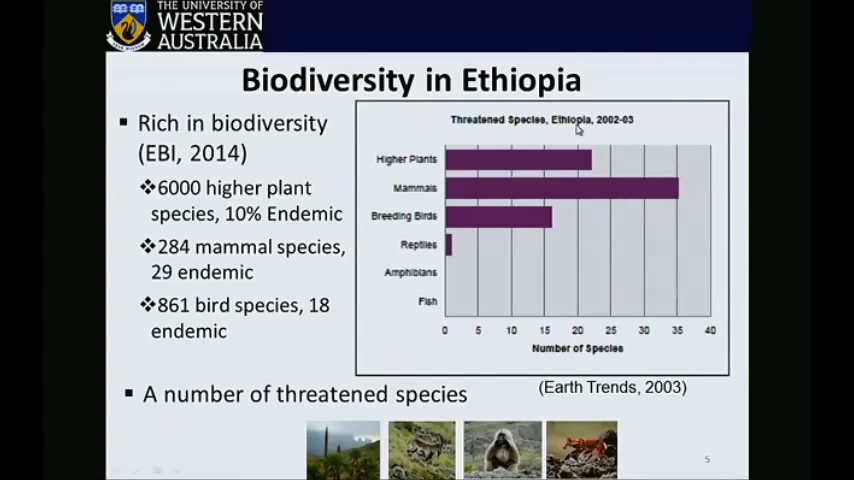 THE UNIVERSITY OF
WESTERN
AUSTRALIA
Biodiversity in Ethiopia
▪ Rich in biodiversity
(EBI, 2014)
❖6000 higher plant
species, 10% Endemic
❖284 mammal species,
29 endemic
❖861 bird species, 18
endemic
▪ A number of threatened species
Threatened Species, Ethiopia, 2002-03
Higher Plants
Mammals
Breeding Birds
Reptiles
Amphibians
Fish
0 5 10 15 20 25 30 35 40
Number of Species
(Earth Trends, 2003)
5